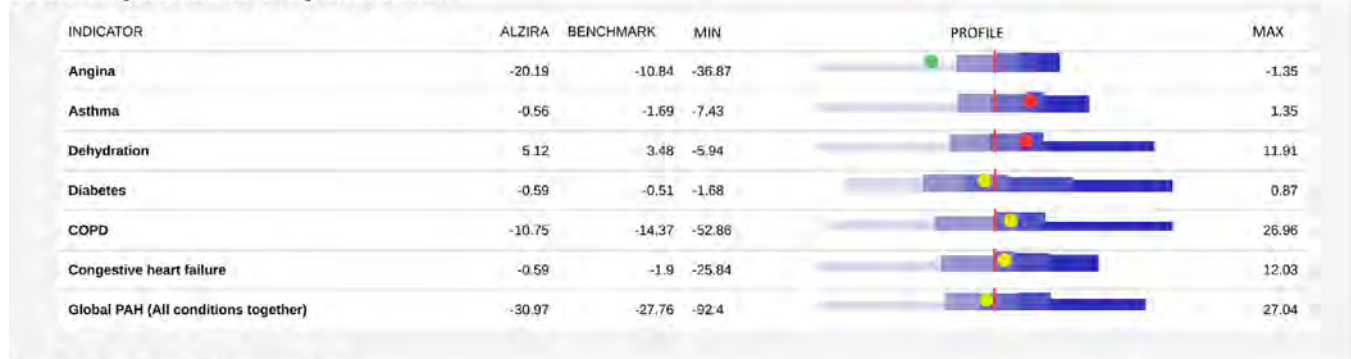 INDICATOR ALZIRA BENCHMARK MIN PROFILE MAX
Angina -20.19 -10.84 -36.87 -1.35
Asthma -0.56 -1.69 -7.43 1.35
Dehydration 5.12 3.48 -5.94 11.91
Diabetes -0.59 -0.51 -1.68 0.87
COPD -10.75 -14.37 -52.86 26.96
Congestive heart failure -0.59 -1.9 -25.84 12.03
Global PAH (All conditions together) -30.97 -27.76 -92.4 27.04